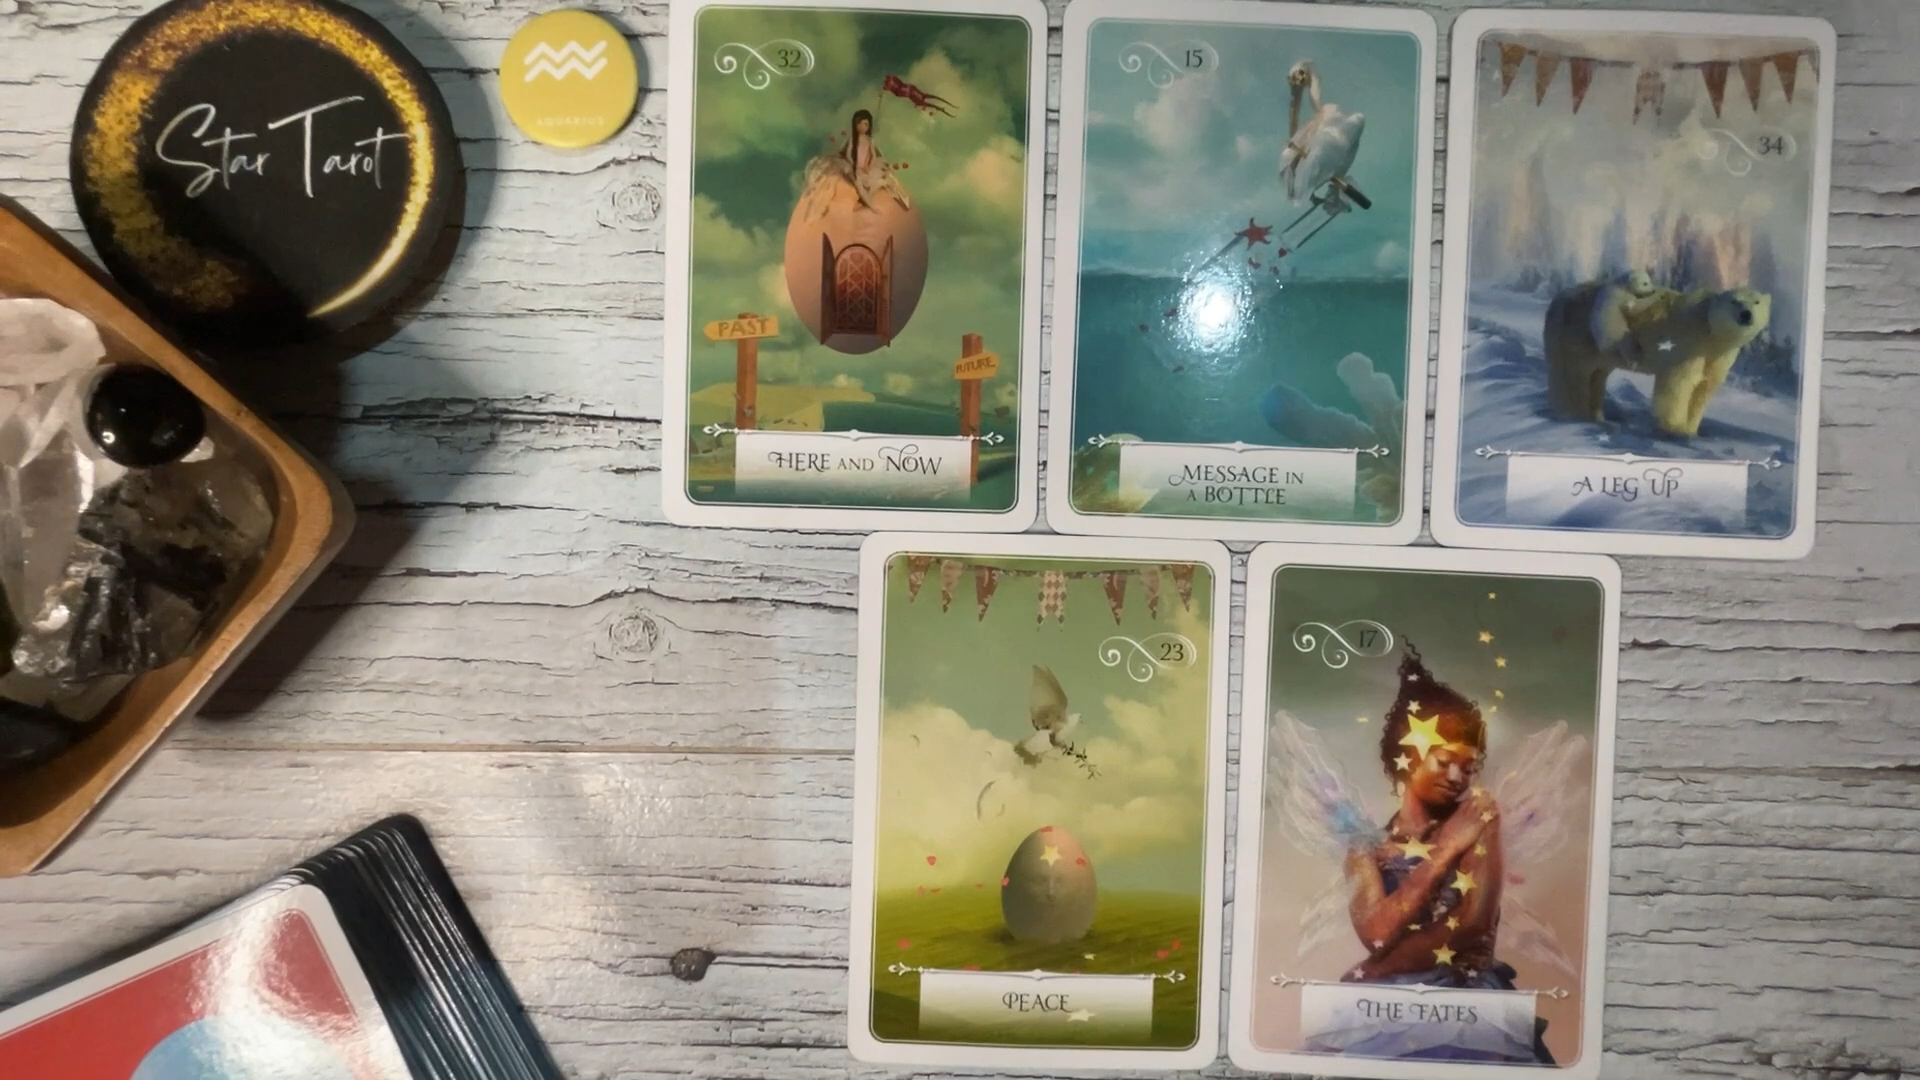 Star Tarot
AQUARIUS
32
PAST
FUTURE
HERE AND NOW
15
MESSAGE IN
A BOTTLE
34
A LEG UP
23
PEACE
17
THE FATES